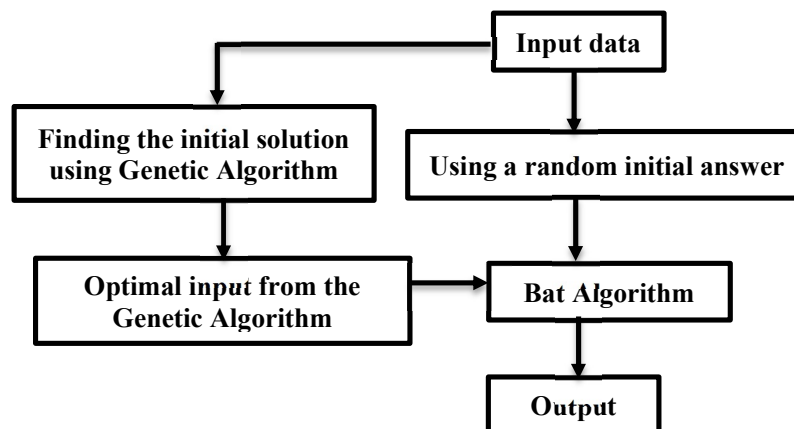 Input data
Finding the initial solution
using Genetic Algorithm
Using a random initial answer
Optimal input from the
Genetic Algorithm
Bat Algorithm
Output